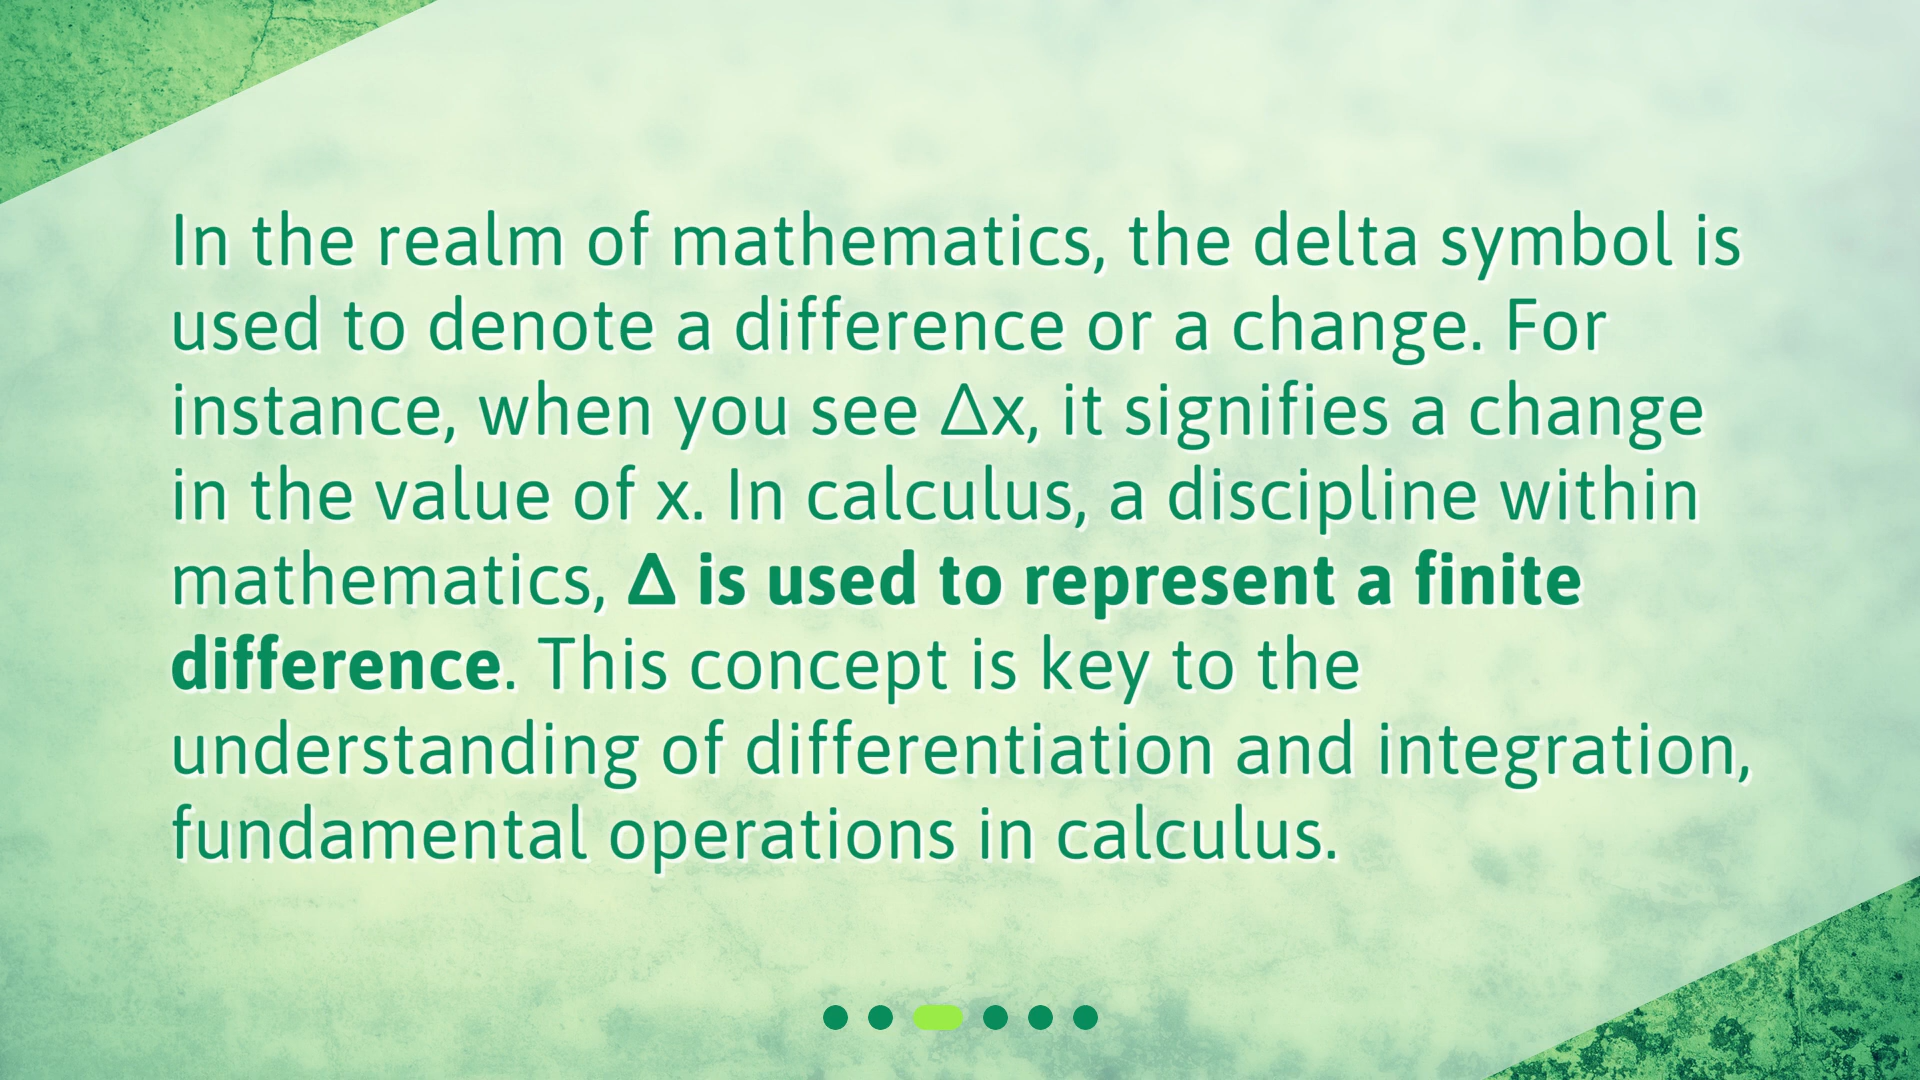 In the realm of mathematics, the delta symbol is
used to denote a difference or a change. For
instance, when you see Δx, it signifies a change
in the value of x. In calculus, a discipline within
mathematics, Δ is used to represent a finite
difference. This concept is key to the
understanding of differentiation and integration,
fundamental operations in calculus.